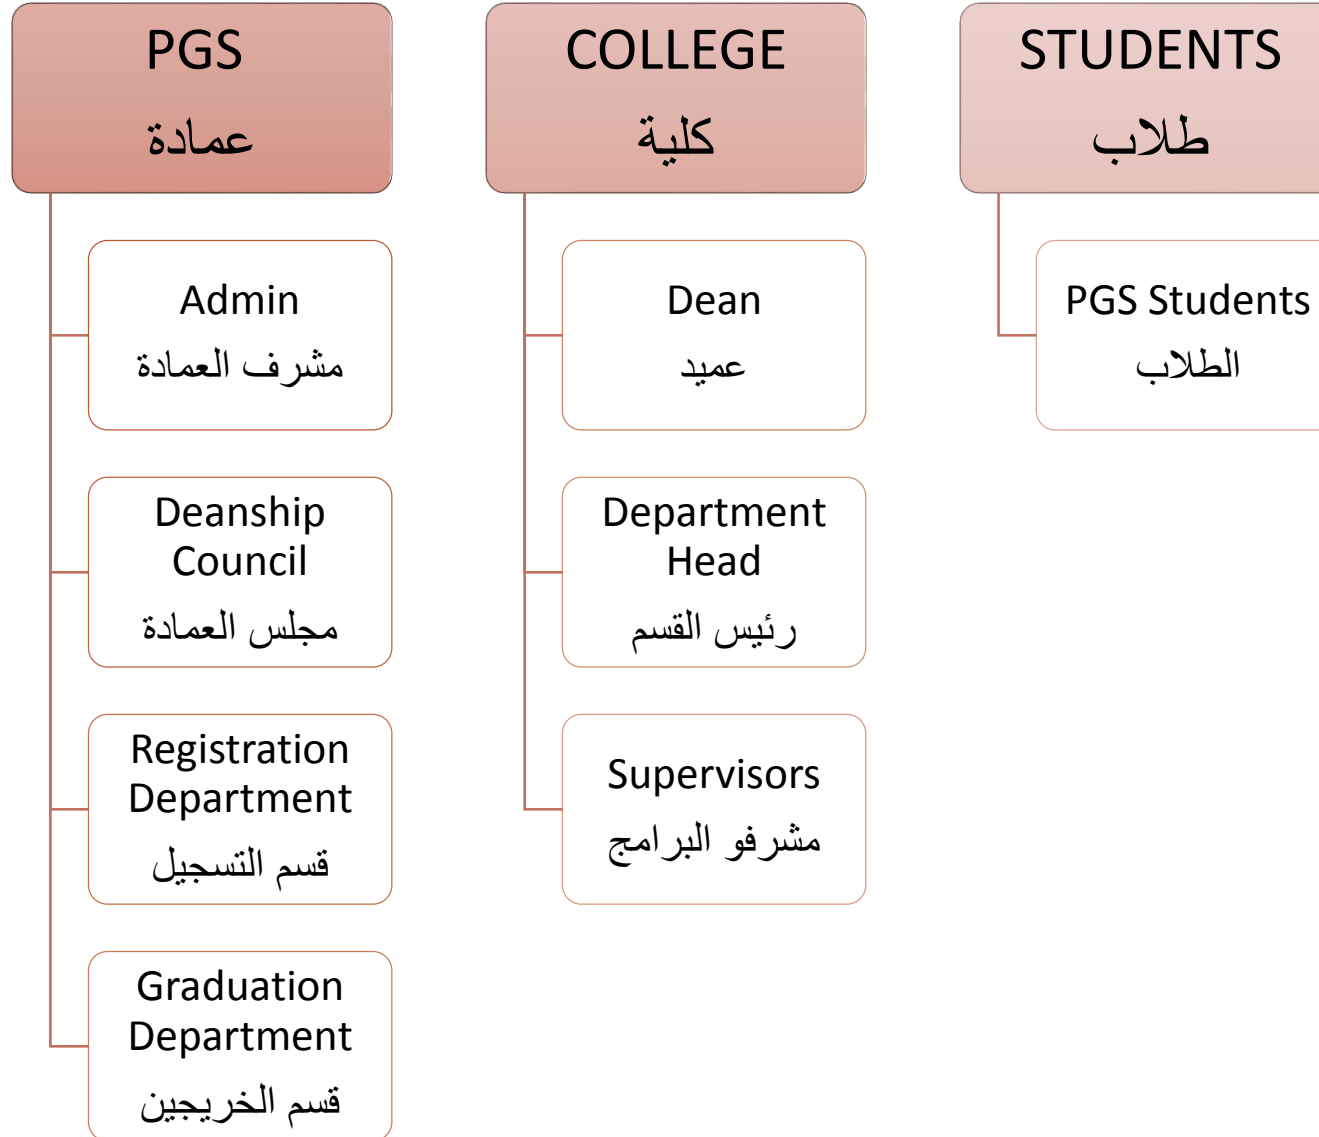 PGS
عمادة
Admin
مشرف العمادة
Deanship
Council
مجلس العمادة
Registration
Department
قسم التسجيل
Graduation
Department
قسم الخريجين
COLLEGE
كلية
Dean
عميد
Department
Head
رئيس القسم
Supervisors
مشرفو البرامج
STUDENTS
طلاب
PGS Students
الطلاب